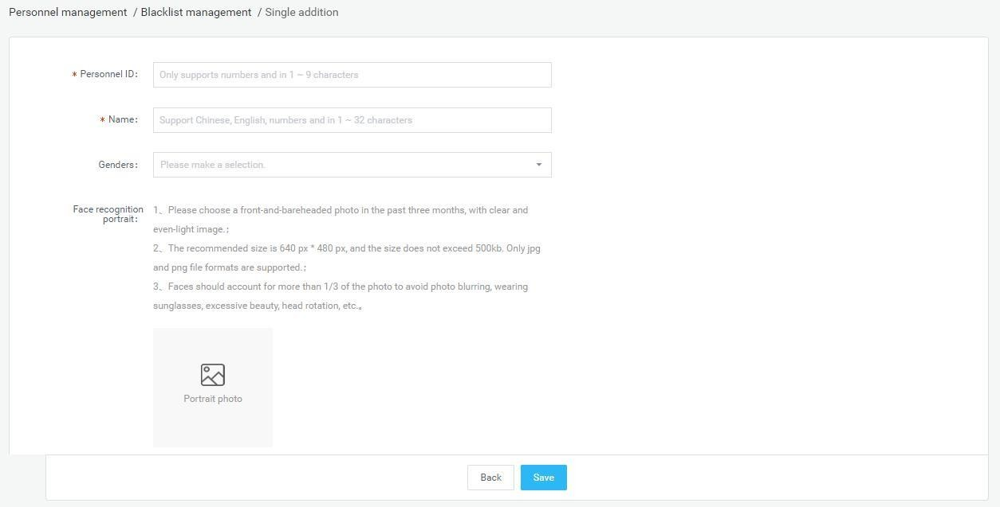 Personnel management / Blacklist management / Single addition
* Personnel ID:
Only supports numbers and in 1 ~ 9 characters
* Name:
Support Chinese, English, numbers and in 1 ~ 32 characters
Genders:
Please make a selection.
Face recognition
portrait:
1、Please choose a front-and-bareheaded photo in the past three months, with clear and
even-light image.;
2、The recommended size is 640 px * 480 px, and the size does not exceed 500kb. Only jpg
and png file formats are supported.;
3、Faces should account for more than 1/3 of the photo to avoid photo blurring, wearing
sunglasses, excessive beauty, head rotation, etc.。
Portrait photo
Back
Save